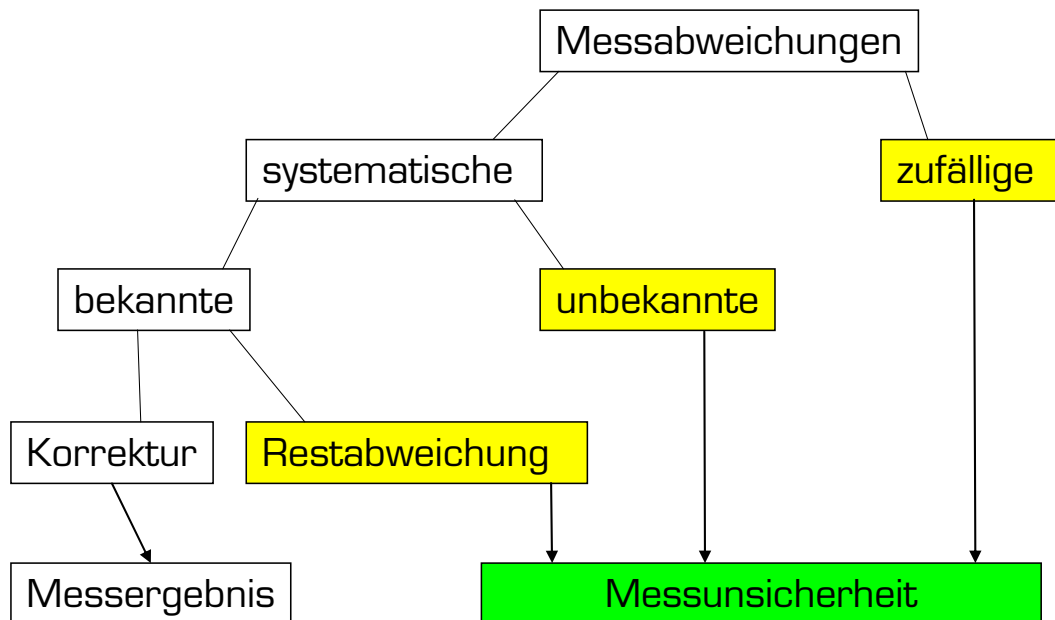 Messabweichungen
systematische
zufällige
bekannte
unbekannte
Korrektur
Restabweichung
Messergebnis
Messunsicherheit